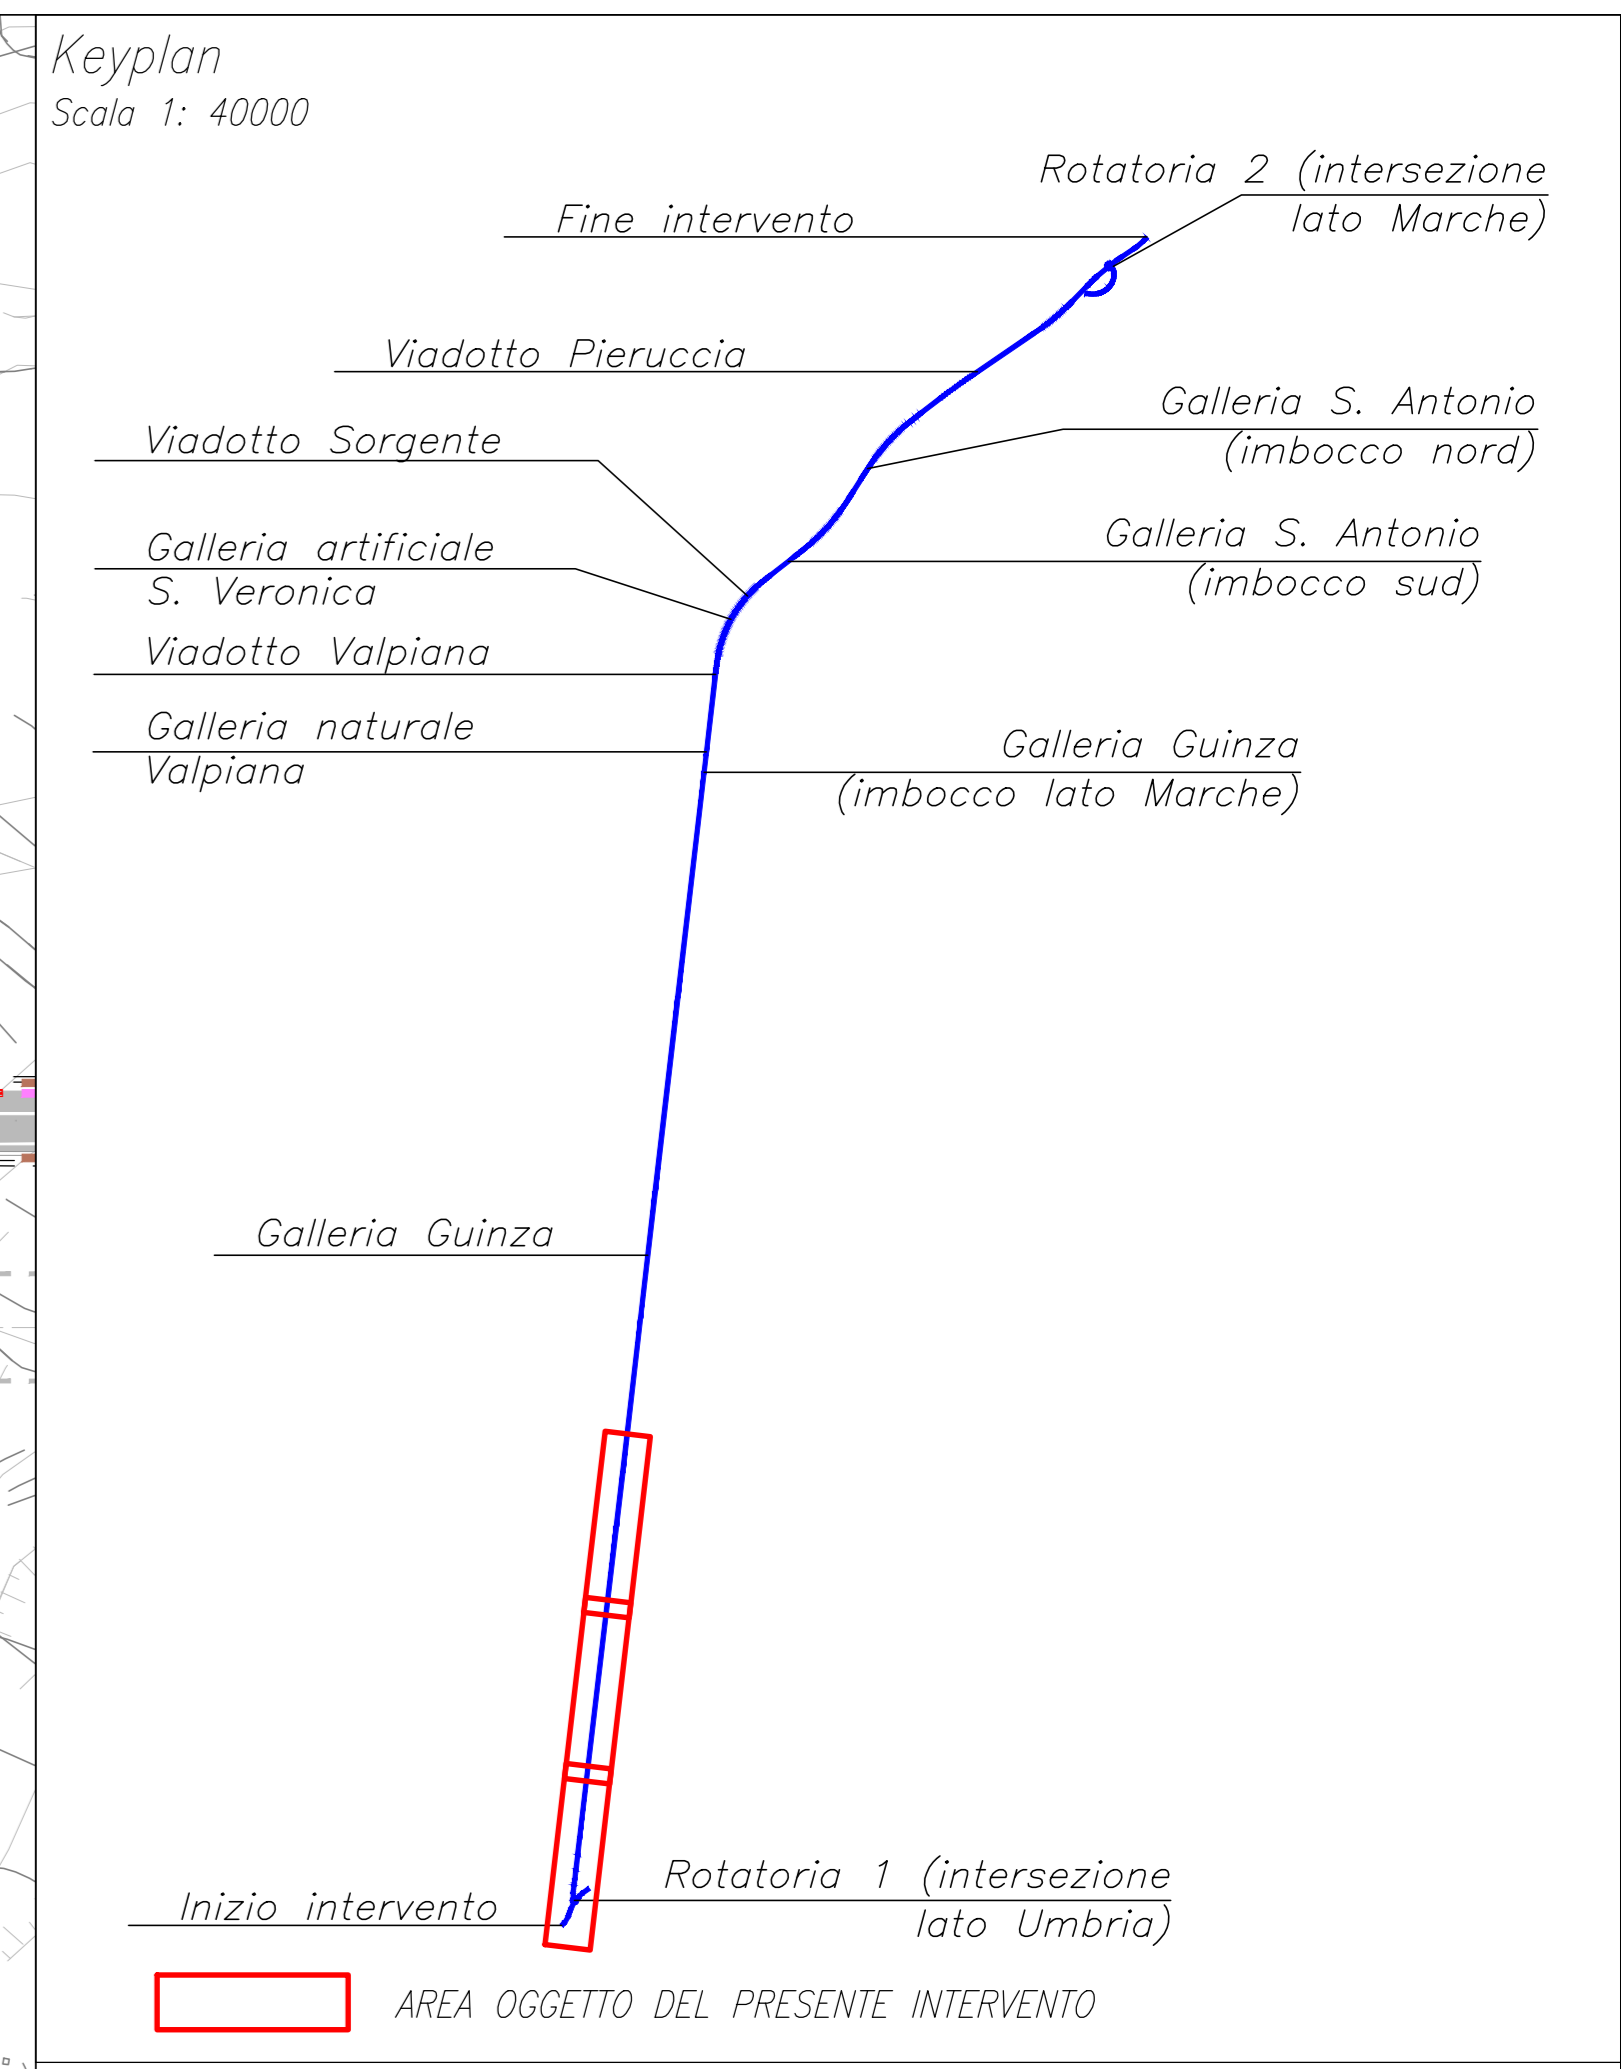 Keyplan
Scala 1: 40000
Rotatoria 2 (intersezione
lato Marche)
Fine intervento
Viadotto Pieruccia
Galleria S. Antonio
(imbocco nord)
Viadotto Sorgente
Galleria S. Antonio
(imbocco sud)
Galleria artificiale
S. Veronica
Viadotto Valpiana
Galleria naturale
Valpiana
Galleria Guinza
(imbocco lato Marche)
Galleria Guinza
Rotatoria 1 (intersezione
lato Umbria)
Inizio intervento
AREA OGGETTO DEL PRESENTE INTERVENTO